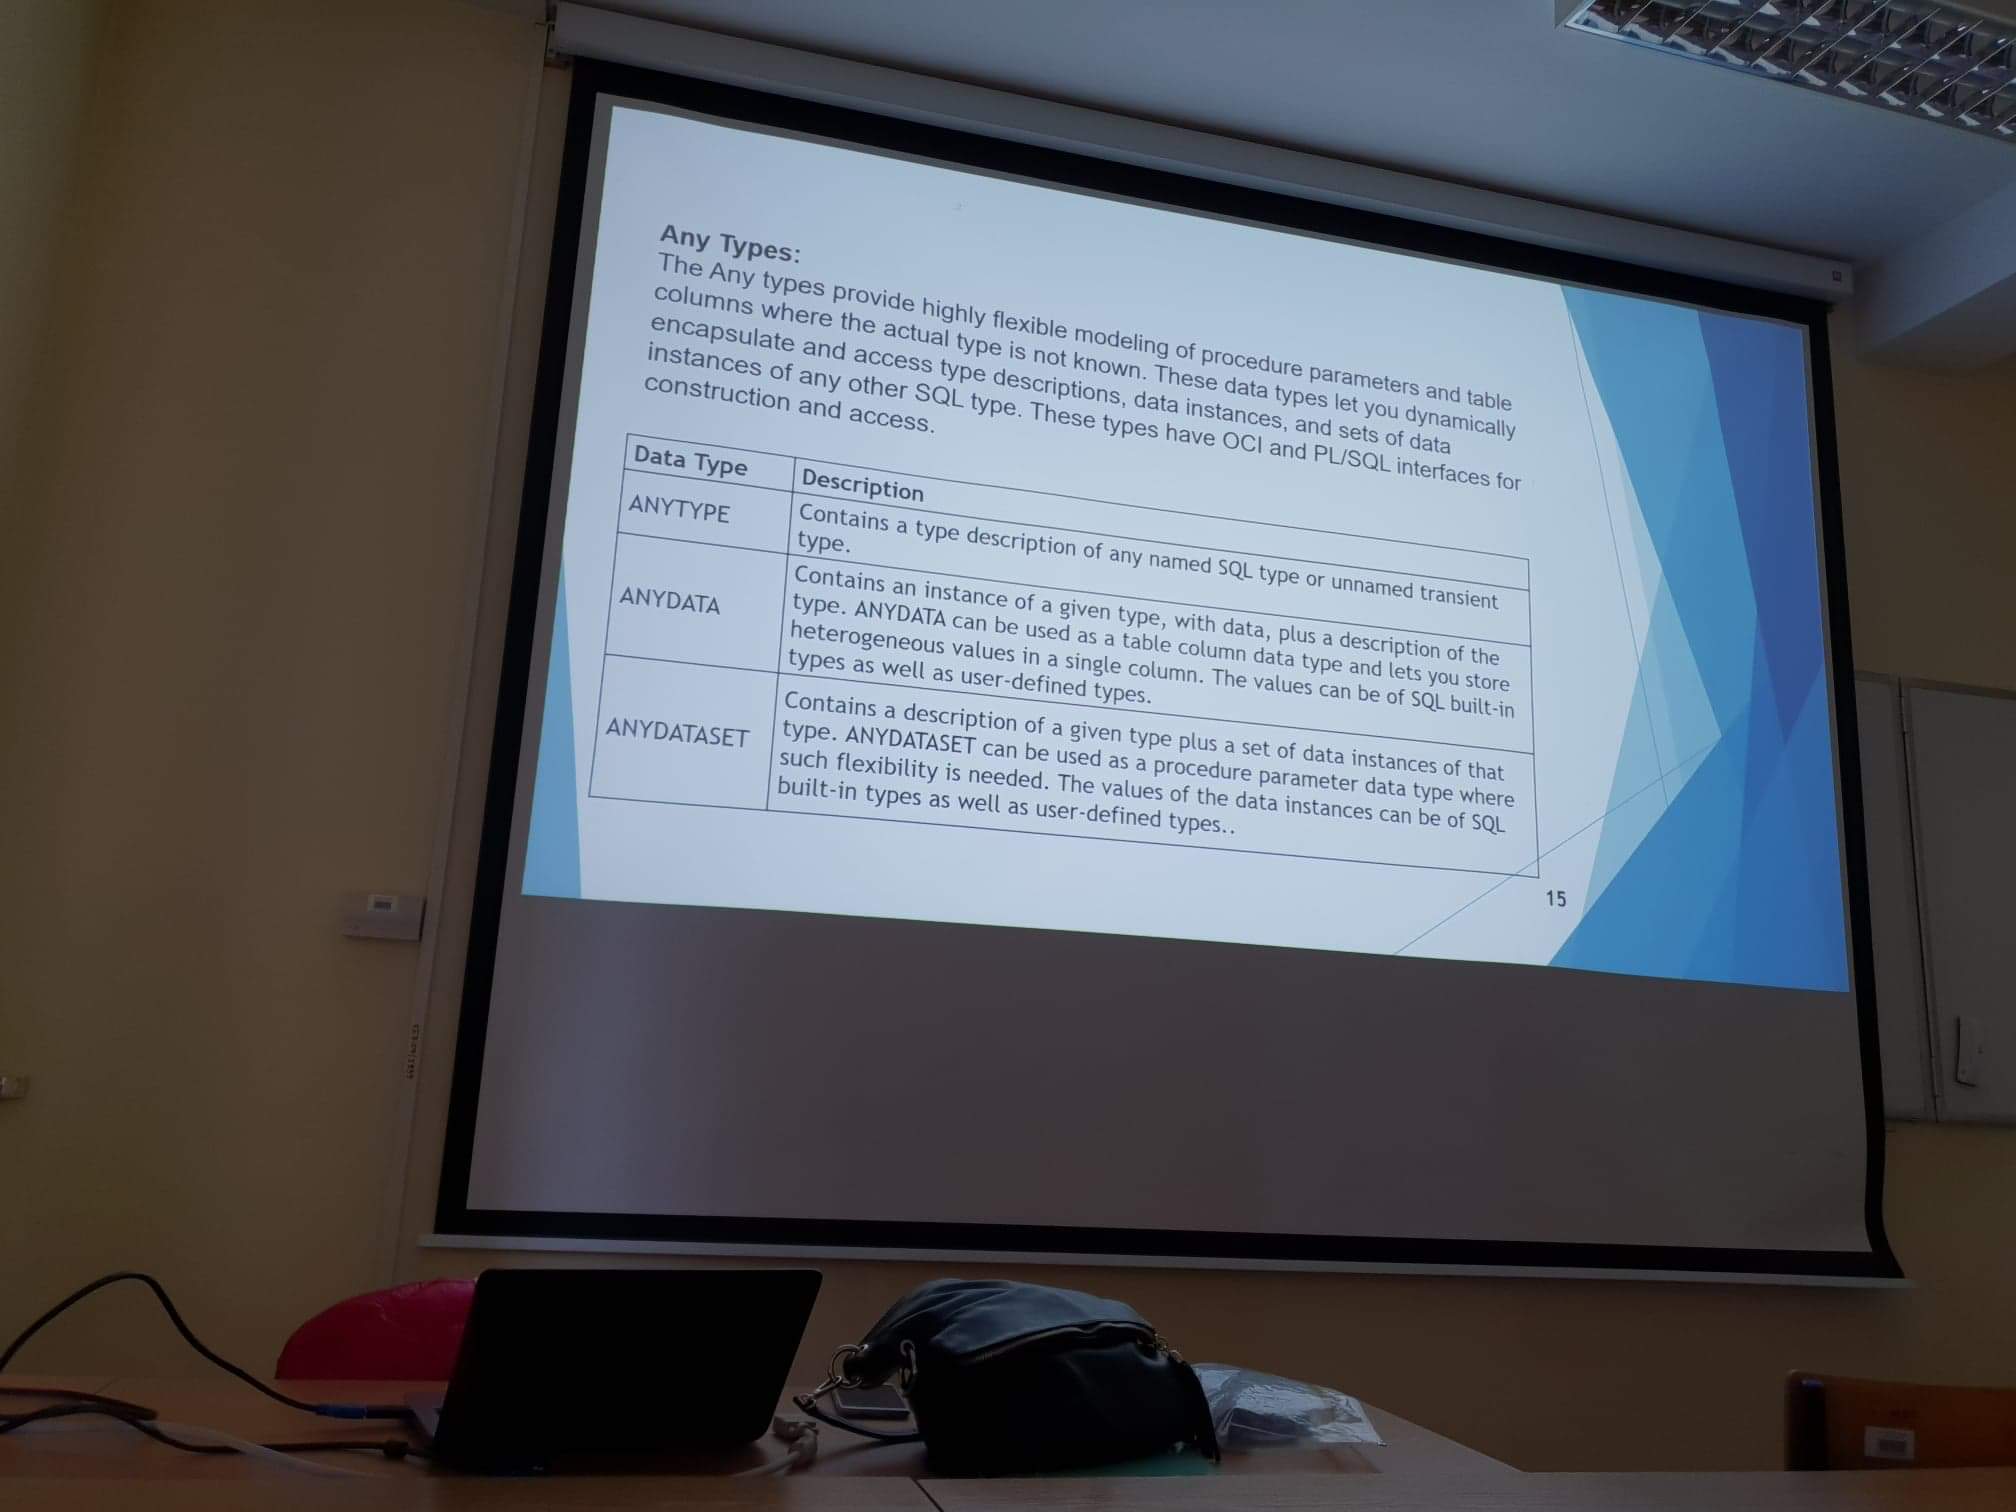 Any Types:
The Any types provide highly flexible modeling of procedure parameters and table
columns where the actual type is not known. These data types let you dynamically
encapsulate and access type descriptions, data instances, and sets of data
instances of any other SQL type. These types have OCI and PL/SQL interfaces for
construction and access.
Data Type
Description
ANYTYPE
Contains a type description of any named SQL type or unnamed transient
type.
ANYDATA
Contains an instance of a given type, with data, plus a description of the
type. ANYDATA can be used as a table column data type and lets you store
heterogeneous values in a single column. The values can be of SQL built-in
types as well as user-defined types.
ANYDATASET
Contains a description of a given type plus a set of data instances of that
type. ANYDATASET can be used as a procedure parameter data type where
such flexibility is needed. The values of the data instances can be of SQL
built-in types as well as user-defined types..
15